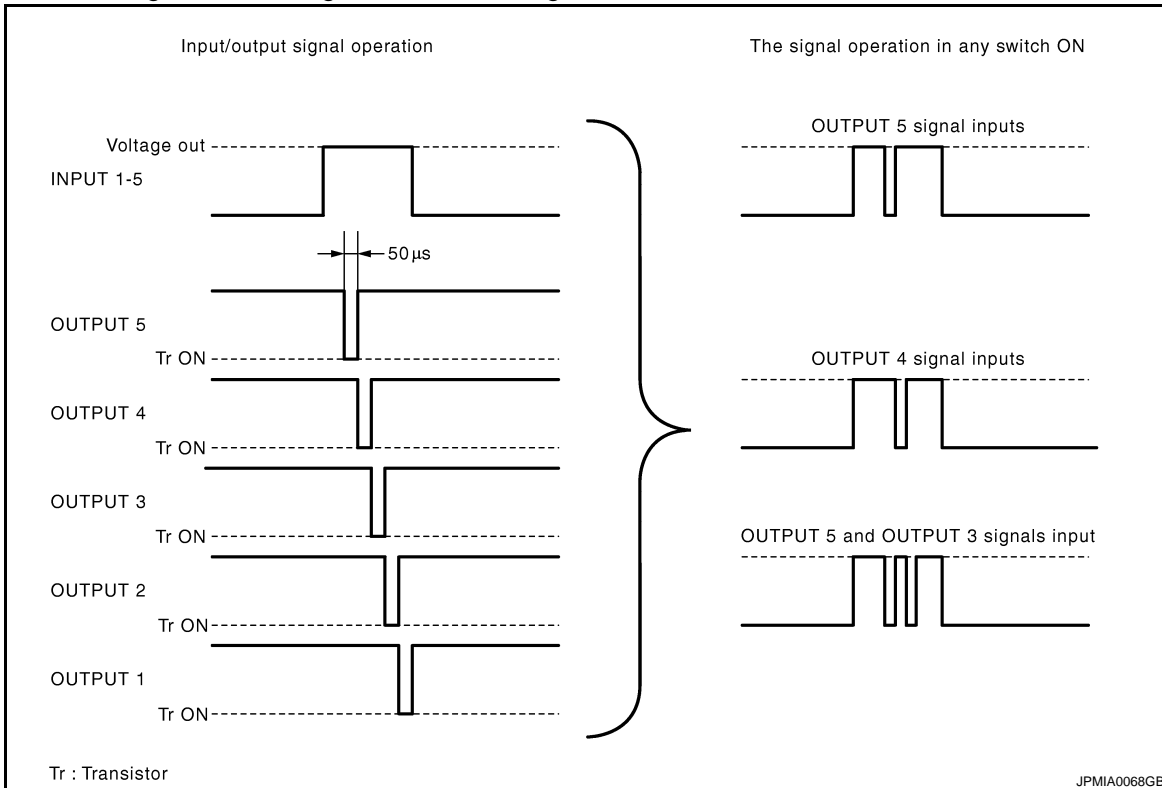 Input/output signal operation
The signal operation in any switch ON
Voltage out
INPUT 1-5
50 μs
OUTPUT 5
Tr ON
OUTPUT 4
Tr ON
OUTPUT 3
Tr ON
OUTPUT 2
Tr ON
OUTPUT 1
Tr ON
OUTPUT 5 signal inputs
OUTPUT 4 signal inputs
OUTPUT 5 and OUTPUT 3 signals input
Tr : Transistor
JPMIA0068GB